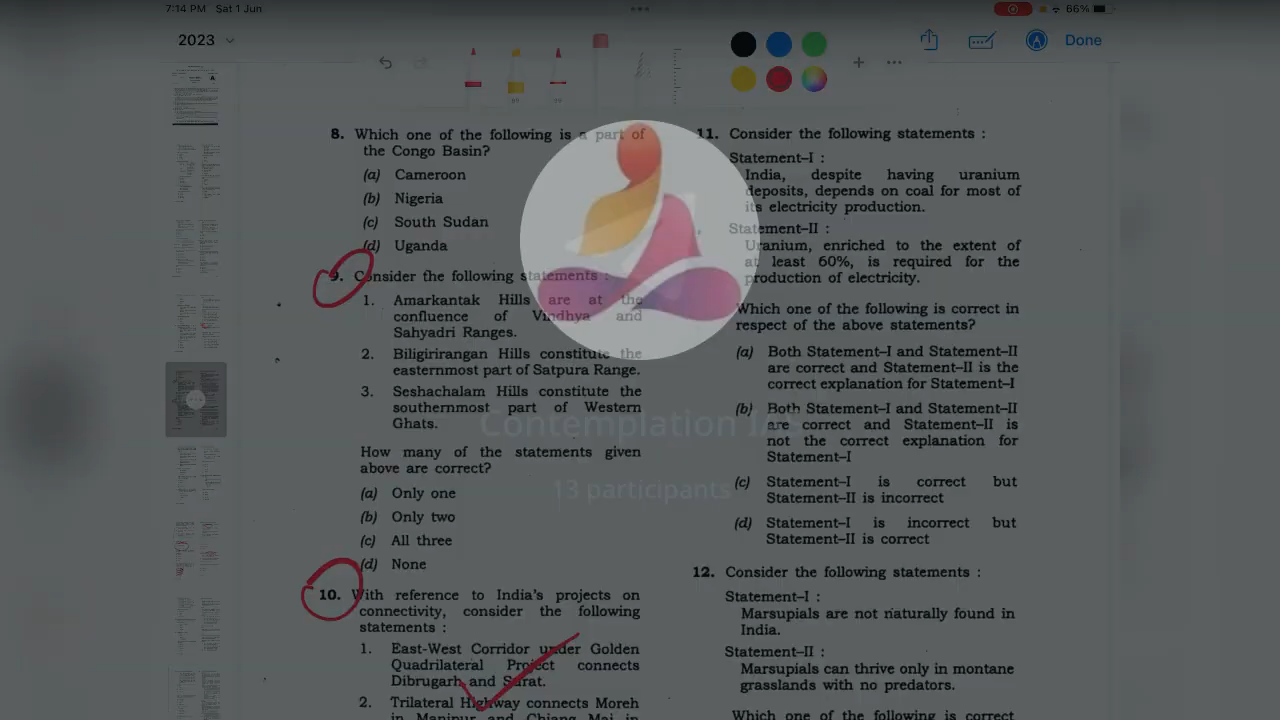 7:14 PM Sat 1 Jun
66%
2023
Done
8. Which one of the following is a part of
the Congo Basin?
(a) Cameroon
(b) Nigeria
(c) South Sudan
(d) Uganda
9. Consider the following statements :
1. Amarkantak Hills are at the
confluence of Vindhya and
Sahyadri Ranges.
2. Biligirirangan Hills constitute the
easternmost part of Satpura Range.
3. Seshachalam Hills constitute the
southernmost part of Western
Ghats.
How many of the statements given
above are correct?
(a) Only one
(b) Only two
(c) All three
(d) None
10. With reference to India's projects on
connectivity, consider the following
statements :
1. East-West Corridor under Golden
Quadrilateral Project connects
Dibrugarh and Surat.
2. Trilateral Highway connects Moreh
in Manipur and Chiang Mai in
11. Consider the following statements :
Statement-I :
India, despite having uranium
deposits, depends on coal for most of
its electricity production.
Statement-II :
Uranium, enriched to the extent of
at least 60%, is required for the
production of electricity.
Which one of the following is correct in
respect of the above statements?
(a) Both Statement-I and Statement-II
are correct and Statement-II is the
correct explanation for Statement-I
(b) Both Statement-I and Statement-II
are correct and Statement-II is
not the correct explanation for
Statement-I
(c) Statement-I is correct but
Statement-II is incorrect
(d) Statement-I is incorrect but
Statement-II is correct
12. Consider the following statements :
Statement-I :
Marsupials are not naturally found in
India.
Statement-II :
Marsupials can thrive only in montane
grasslands with no predators.
Which one of the following is correct
Contemplation IAS
13 participants